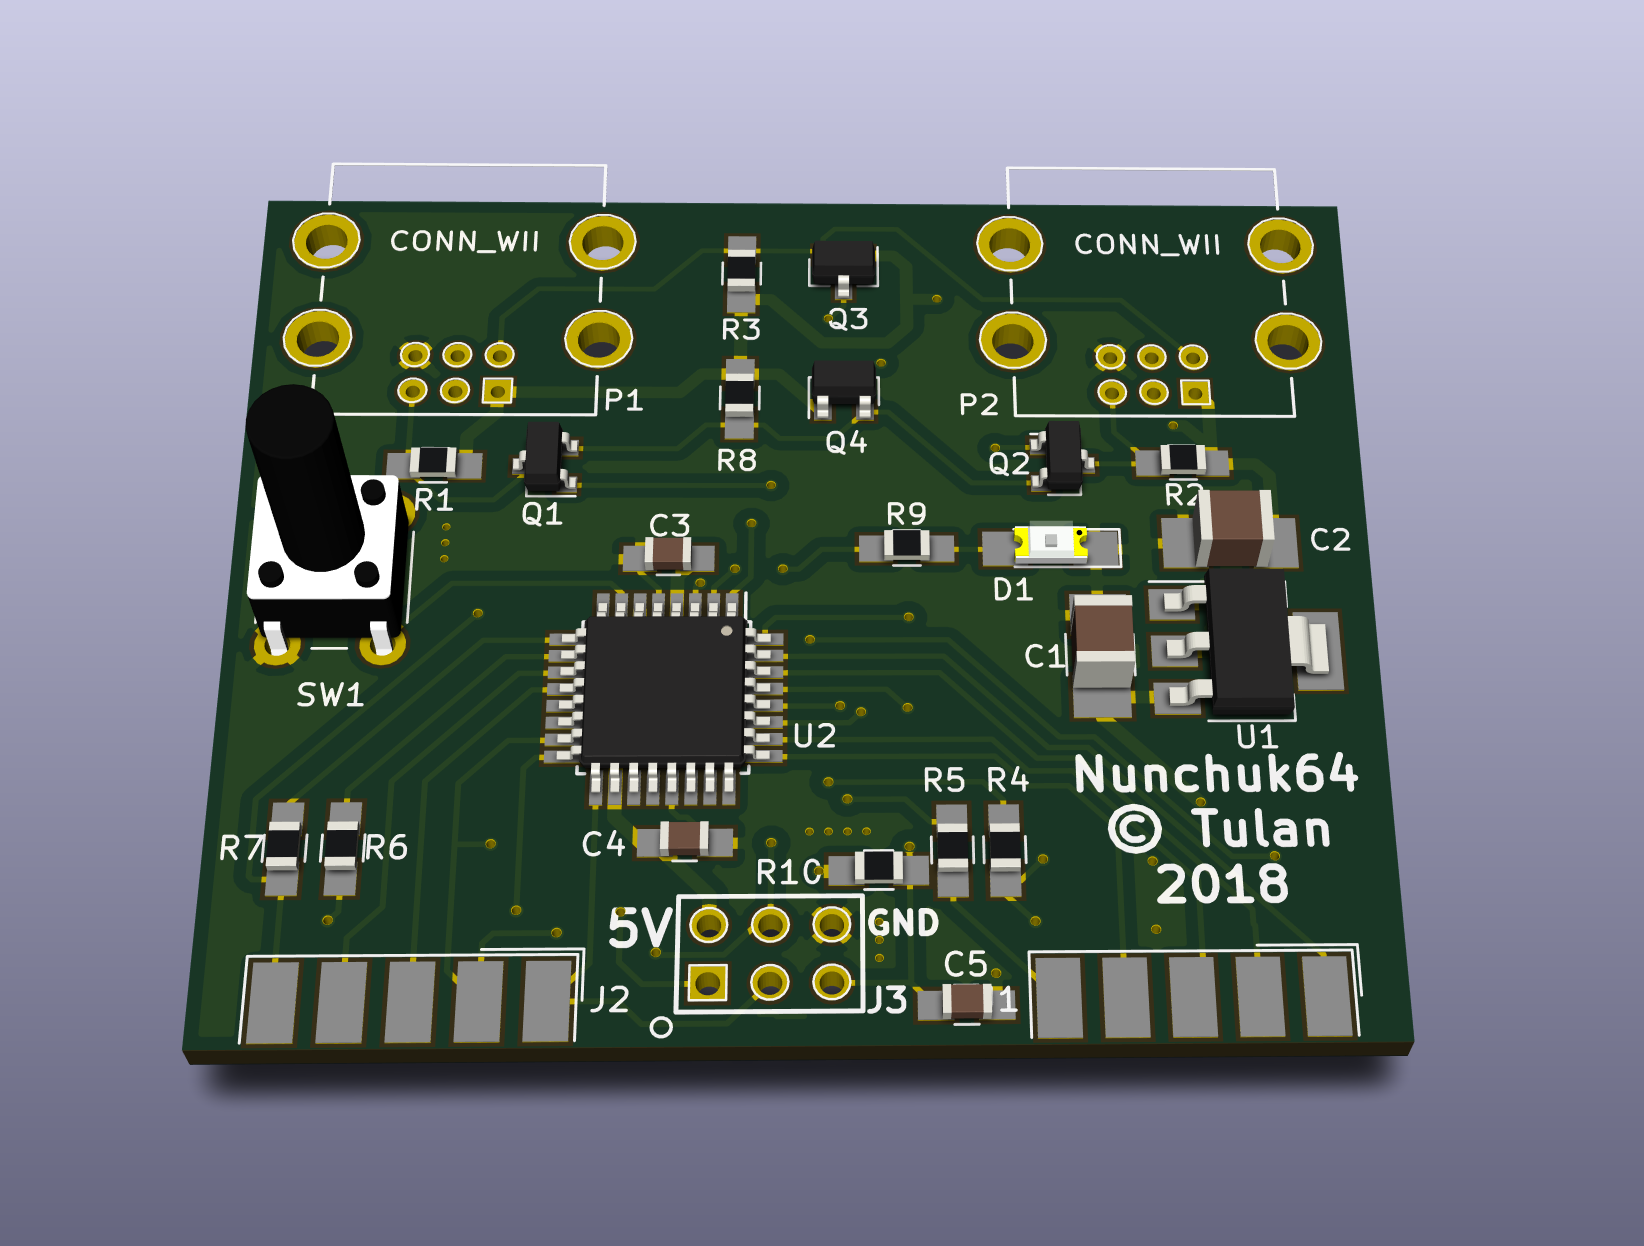 CONN_WII
CONN_WII
R3
Q3
P1
P2
R8
Q4
R1
Q1
Q2
R2
C3
R9
C2
D1
C1
SW1
U2
U1
Nunchuk64
© Tulan
2018
R5
R4
R7
R6
C4
R10
5V
GND
C5
J2
J3
1